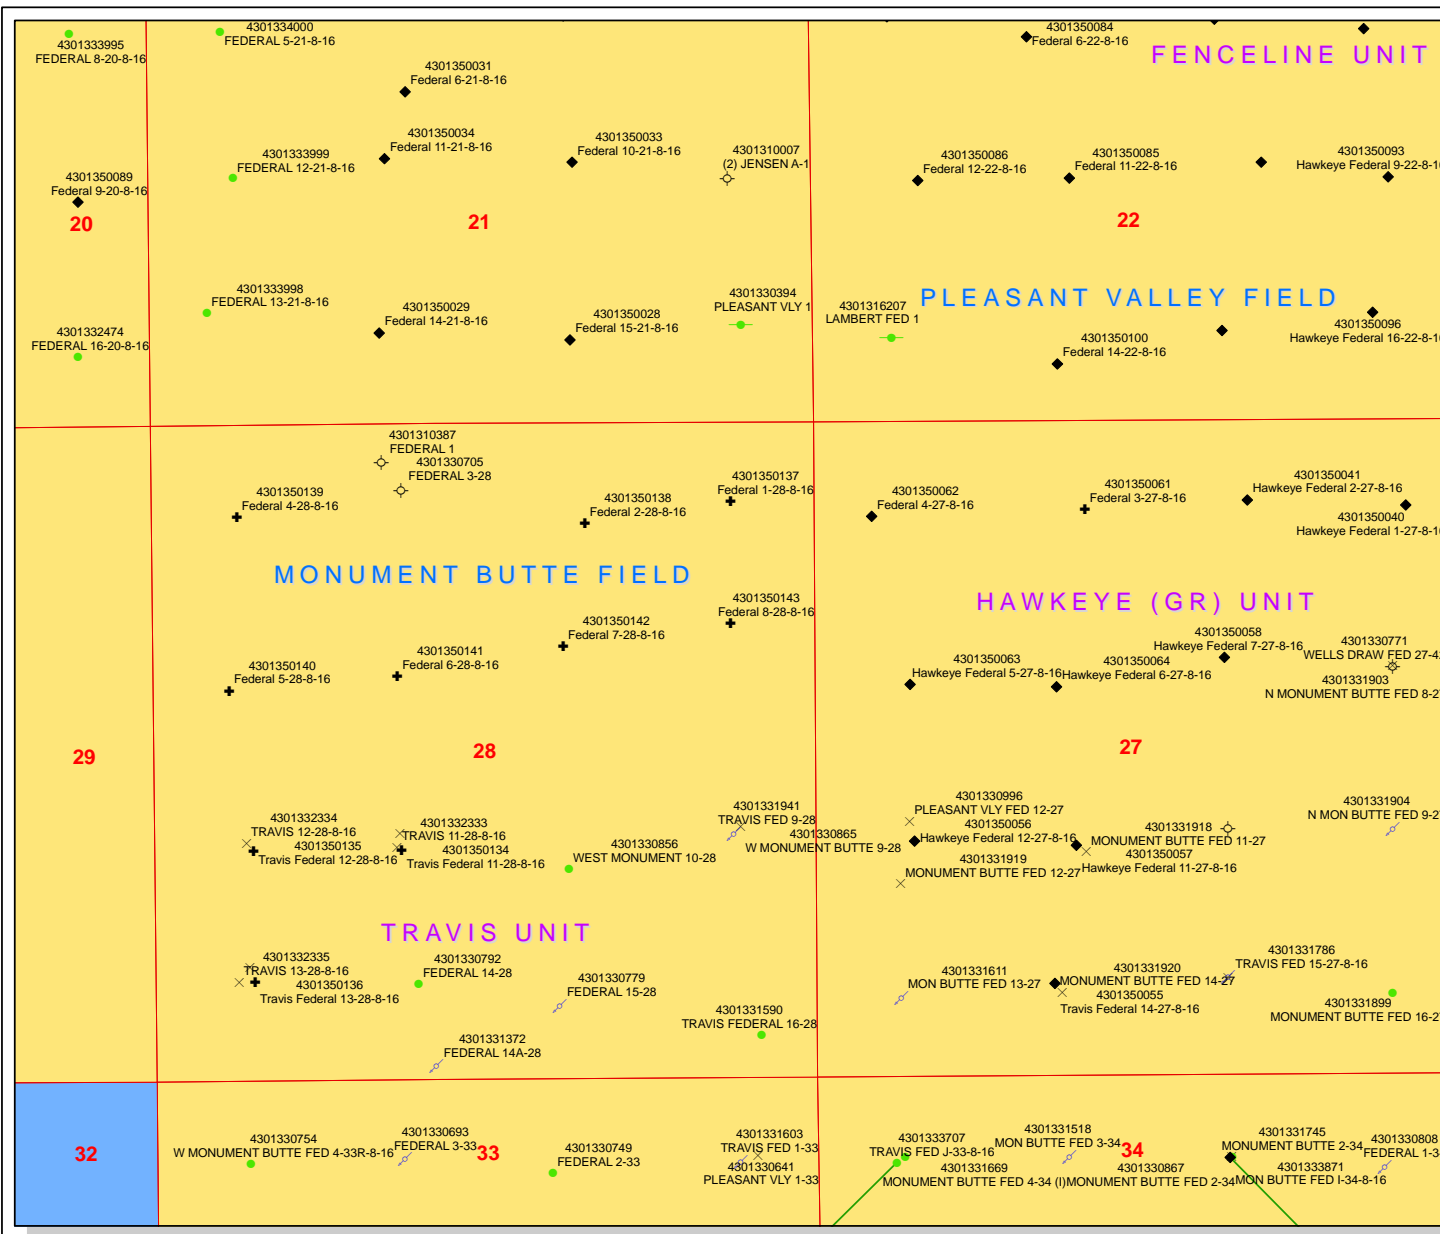 4301333995
FEDERAL 8-20-8-16
4301334000
FEDERAL 5-21-8-16
4301350084
Federal 6-22-8-16
FENCELINE UNIT
4301350031
Federal 6-21-8-16
4301350034
Federal 11-21-8-16
4301350033
Federal 10-21-8-16
4301310007
(2) JENSEN A-1
4301333999
FEDERAL 12-21-8-16
4301350086
Federal 12-22-8-16
4301350085
Federal 11-22-8-16
4301350093
Hawkeye Federal 9-22-8-16
4301350089
Federal 9-20-8-16
20
21
22
4301333998
FEDERAL 13-21-8-16
4301350029
Federal 14-21-8-16
4301350028
Federal 15-21-8-16
4301330394
PLEASANT VLY 1
4301316207
LAMBERT FED 1
PLEASANT VALLEY FIELD
4301332474
FEDERAL 16-20-8-16
4301350100
Federal 14-22-8-16
4301350096
Hawkeye Federal 16-22-8-16
4301310387
FEDERAL 1
4301330705
FEDERAL 3-28
4301350139
Federal 4-28-8-16
4301350138
Federal 2-28-8-16
4301350137
Federal 1-28-8-16
4301350062
Federal 4-27-8-16
4301350061
Federal 3-27-8-16
4301350041
Hawkeye Federal 2-27-8-16
4301350040
Hawkeye Federal 1-27-8-16
MONUMENT BUTTE FIELD
HAWKEYE (GR) UNIT
4301350143
Federal 8-28-8-16
4301350142
Federal 7-28-8-16
4301350141
Federal 6-28-8-16
4301350140
Federal 5-28-8-16
4301350063
Hawkeye Federal 5-27-8-16
4301350064
Hawkeye Federal 6-27-8-16
4301350058
Hawkeye Federal 7-27-8-16
4301330771
WELLS DRAW FED 27-42
4301331903
N MONUMENT BUTTE FED 8-27
29
28
27
4301332334
TRAVIS 12-28-8-16
4301350135
Travis Federal 12-28-8-16
4301332333
TRAVIS 11-28-8-16
4301350134
Travis Federal 11-28-8-16
4301330856
WEST MONUMENT 10-28
4301331941
TRAVIS FED 9-28
4301330865
W MONUMENT BUTTE 9-28
4301330996
PLEASANT VLY FED 12-27
4301350056
Hawkeye Federal 12-27-8-16
4301331919
MONUMENT BUTTE FED 12-27
4301331918
MONUMENT BUTTE FED 11-27
4301350057
Hawkeye Federal 11-27-8-16
4301331904
N MON BUTTE FED 9-27
TRAVIS UNIT
4301332335
TRAVIS 13-28-8-16
4301350136
Travis Federal 13-28-8-16
4301330792
FEDERAL 14-28
4301330779
FEDERAL 15-28
4301331590
TRAVIS FEDERAL 16-28
4301331372
FEDERAL 14A-28
4301331611
MON BUTTE FED 13-27
4301331920
MONUMENT BUTTE FED 14-27
4301350055
Travis Federal 14-27-8-16
4301331786
TRAVIS FED 15-27-8-16
4301331899
MONUMENT BUTTE FED 16-27
32
4301330754
W MONUMENT BUTTE FED 4-33R-8-16
4301330693
FEDERAL 3-33
33
4301330749
FEDERAL 2-33
4301331603
TRAVIS FED 1-33
4301330641
PLEASANT VLY 1-33
4301333707
TRAVIS FED J-33-8-16
4301331669
MONUMENT BUTTE FED 4-34 (I)
4301331518
MON BUTTE FED 3-34
34
4301330867
MONUMENT BUTTE FED 2-34
4301331745
MONUMENT BUTTE 2-34
4301333871
MON BUTTE FED I-34-8-16
4301330808
FEDERAL 1-34